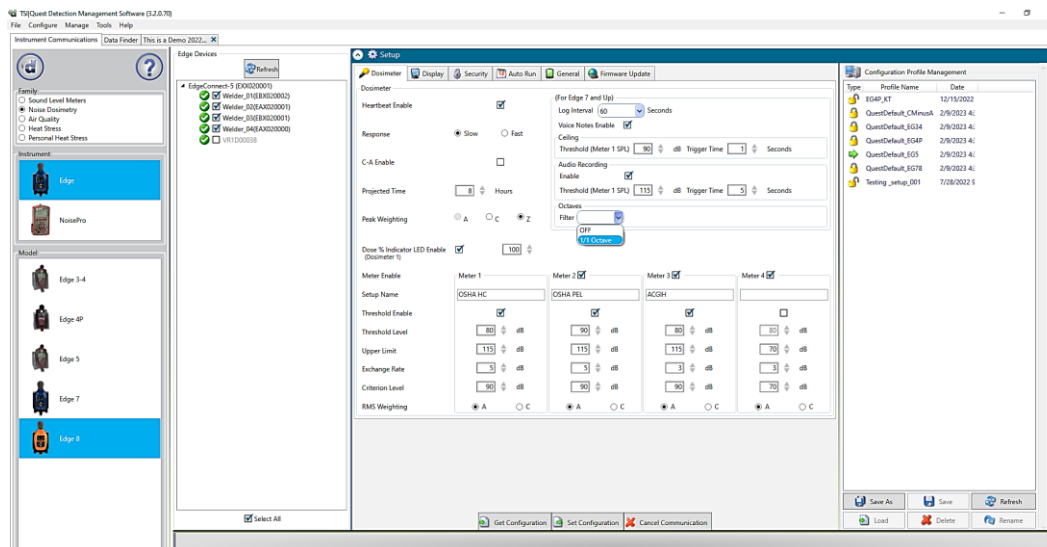 TSI|Quest Detection Management Software (3.2.0.70)
File Configure Manage Tools Help
Instrument Communications Data Finder This is a Demo 2022...
Family
Sound Level Meters
Noise Dosimetry
Air Quality
Heat Stress
Personal Heat Stress
Instrument
Edge
NoisePro
Model
Edge 3-4
Edge 4P
Edge 5
Edge 7
Edge 8
Edge Devices
Refresh
EdgeConnect-5 (EXX020001)
Welder_01(EBX020002)
Welder_02(EAX020001)
Welder_03(EBX020001)
Welder_04(EAX020000)
VR1D00038
Select All
Setup
Dosimeter Display Security Auto Run General Firmware Update
Dosimeter
Heartbeat Enable
Response Slow Fast
C-A Enable
Projected Time 8 Hours
Peak Weighting A C Z
Dose % Indicator LED Enable 100
(Dosimeter 1)
(For Edge 7 and Up)
Log Interval 60 Seconds
Voice Notes Enable
Ceiling
Threshold (Meter 1 SPL) 90 dB Trigger Time 1 Seconds
Audio Recording
Enable
Threshold (Meter 1 SPL) 115 dB Trigger Time 5 Seconds
Octaves
Filter
OFF
1/1 Octave
Meter Enable Meter 1 Meter 2 Meter 3 Meter 4
Setup Name OSHA HC OSHA PEL ACGIH
Threshold Enable
Threshold Level 80 dB 90 dB 80 dB 80 dB
Upper Limit 115 dB 115 dB 115 dB 70 dB
Exchange Rate 5 dB 5 dB 3 dB 3 dB
Criterion Level 90 dB 90 dB 90 dB 70 dB
RMS Weighting A C A C A C A C
Get Configuration Set Configuration Cancel Communication
Configuration Profile Management
Type Profile Name Date
EG4P_KT 12/15/2022
QuestDefault_CMinusA 2/9/2023 4:
QuestDefault_EG34 2/9/2023 4:
QuestDefault_EG4P 2/9/2023 4:
QuestDefault_EG5 2/9/2023 4:
QuestDefault_EG78 2/9/2023 4:
Testing _setup_001 7/28/2022 9
Save As Save Refresh
Load Delete Rename